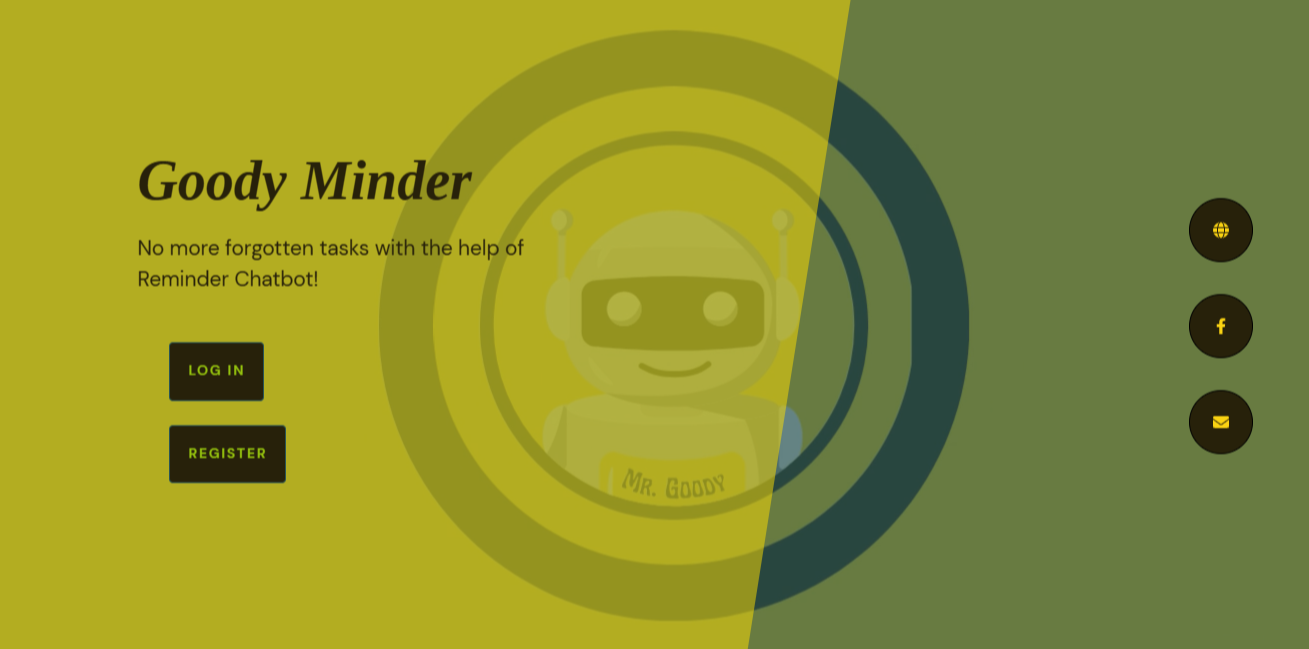 Goody Minder
No more forgotten tasks with the help of
Reminder Chatbot!
LOG IN
REGISTER
MR. GOODY